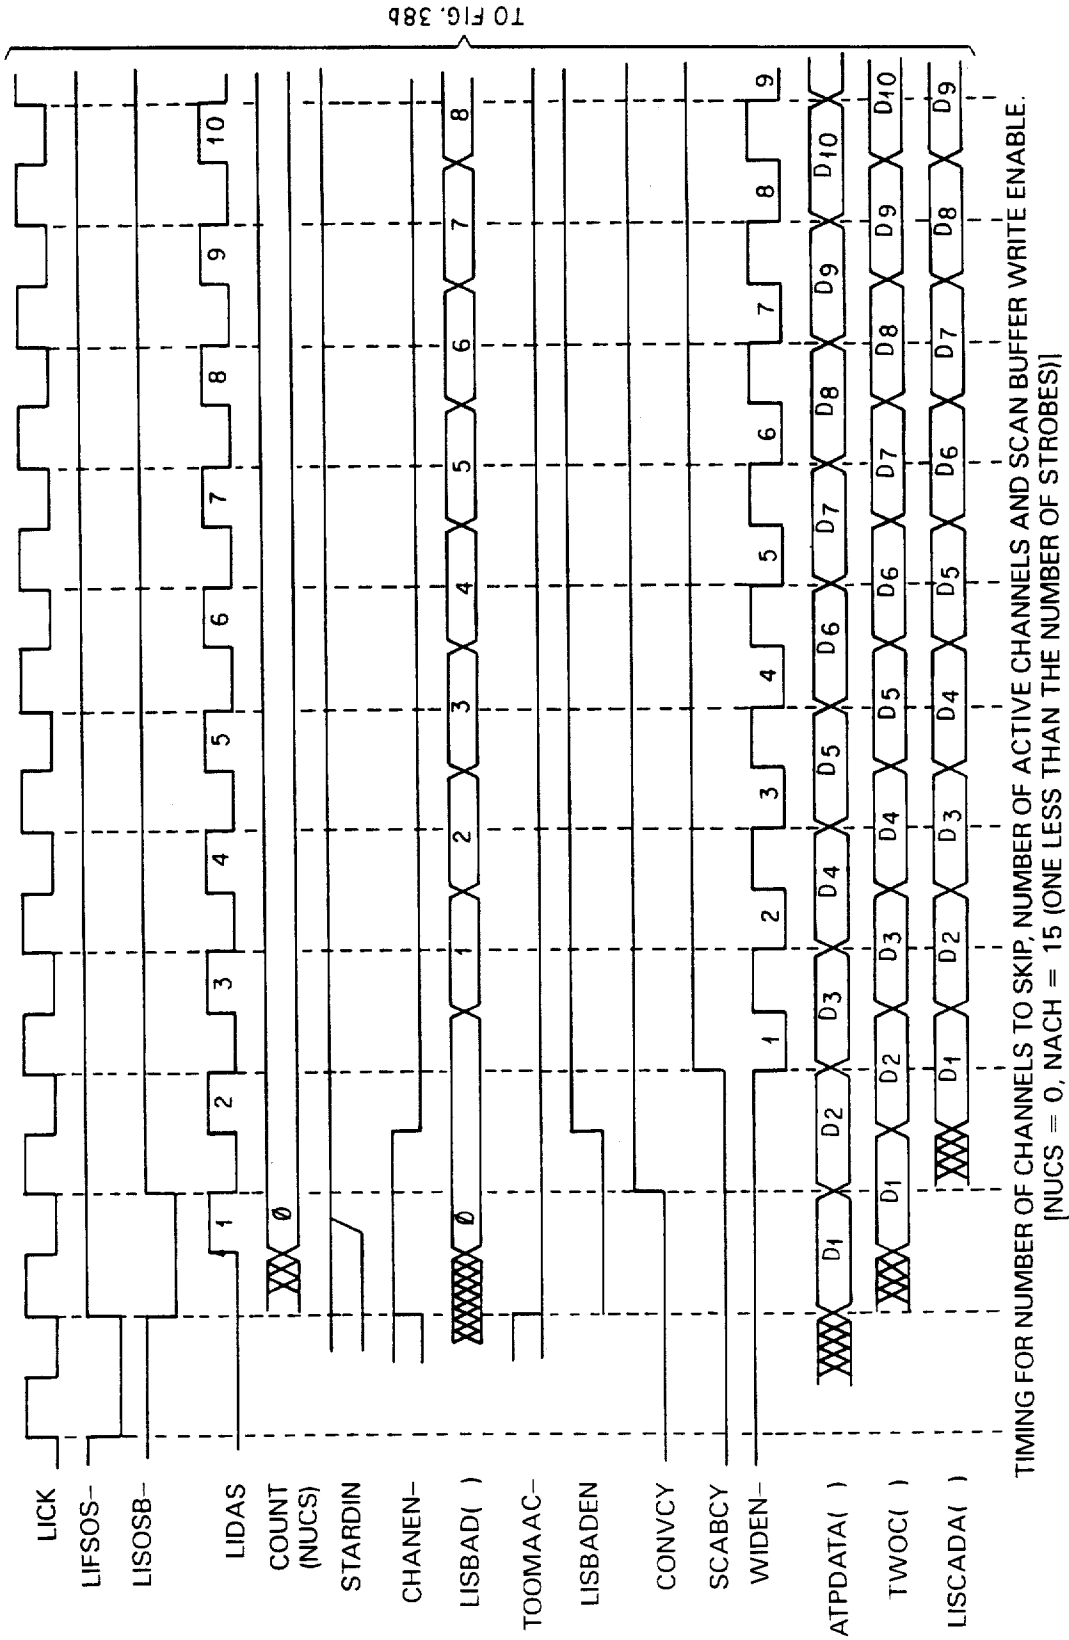 TO FIG. 38b
LICK
LIFSOS-
LISOSB-
LIDAS 1 2 3 4 5 6 7 8 9 10
COUNT (NUCS) Ø
STARDIN
CHANEN-
LISBAD( ) Ø 1 2 3 4 5 6 7 8
TOOMAAC-
LISBADEN
CONVCY
SCABCY
WIDEN- 1 2 3 4 5 6 7 8 9
ATPDATA( ) D1 D2 D3 D4 D5 D6 D7 D8 D9 D10
TWOC( ) D1 D2 D3 D4 D5 D6 D7 D8 D9 D10
LISCADA( ) D1 D2 D3 D4 D5 D6 D7 D8 D9
TIMING FOR NUMBER OF CHANNELS TO SKIP, NUMBER OF ACTIVE CHANNELS AND SCAN BUFFER WRITE ENABLE.
[NUCS = 0, NACH = 15 (ONE LESS THAN THE NUMBER OF STROBES)]